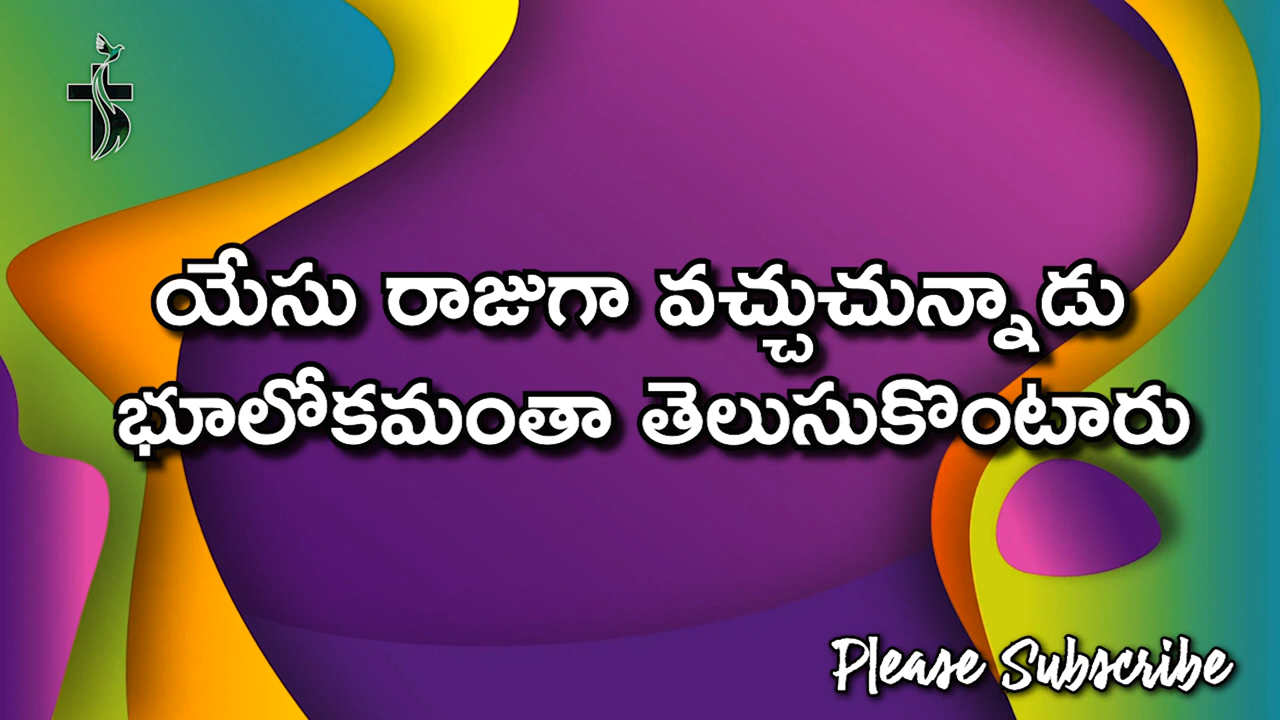 యేసు రాజుగా వచ్చుచున్నాడు
భూలోకమంతా తెలుసుకొంటారు
Please Subscribe